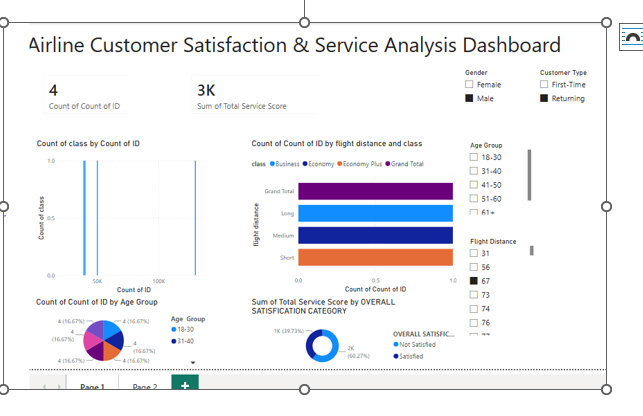 Airline Customer Satisfaction & Service Analysis Dashboard
4
Count of Count of ID
3K
Sum of Total Service Score
Gender
Female
Male
Customer Type
First-Time
Returning
Count of class by Count of ID
1.0
0.5
0.0
Count of class
50K
100K
Count of ID
Count of Count of ID by flight distance and class
class Business Economy Economy Plus Grand Total
flight distance
Grand Total
Long
Medium
Short
0.0
0.5
1.0
Count of Count of ID
Age Group
18-30
31-40
41-50
51-60
61+
Flight Distance
31
56
67
73
74
76
77
Count of Count of ID by Age Group
4 (16.67%)
4 (16.67%)
4
(16.67%)
4
(16.67%)
4 (16.67%)
4 (16.67%)
Age Group
18-30
31-40
Sum of Total Service Score by OVERALL
SATISIFICATION CATEGORY
1K (39.73%)
2K
(60.27%)
OVERALL SATISFIC...
Not Satisfied
Satisfied
Page 1
Page 2
+